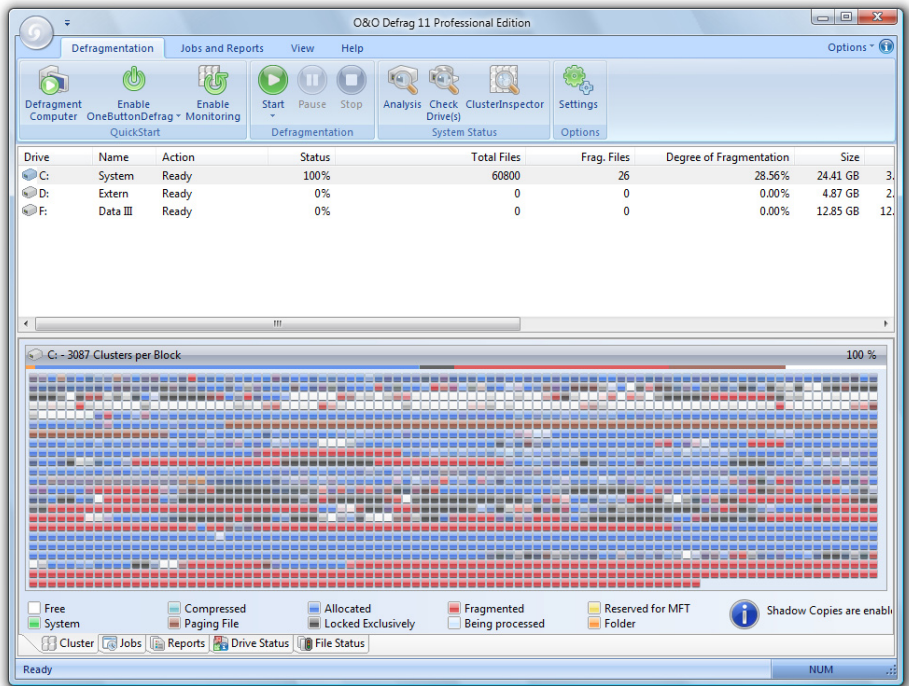 O&O Defrag 11 Professional Edition
Defragmentation Jobs and Reports View Help Options
Defragment Computer Enable OneButtonDefrag Enable Monitoring Start Pause Stop Analysis Check Drive(s) ClusterInspector Settings
QuickStart Defragmentation System Status Options
Drive Name Action Status Total Files Frag. Files Degree of Fragmentation Size
C: System Ready 100% 60800 26 28.56% 24.41 GB 3.
D: Extern Ready 0% 0 0 0.00% 4.87 GB 2.
F: Data III Ready 0% 0 0 0.00% 12.85 GB 12.
C: - 3087 Clusters per Block 100 %
Free Compressed Allocated Fragmented Reserved for MFT Shadow Copies are enabl
System Paging File Locked Exclusively Being processed Folder
Cluster Jobs Reports Drive Status File Status
Ready NUM